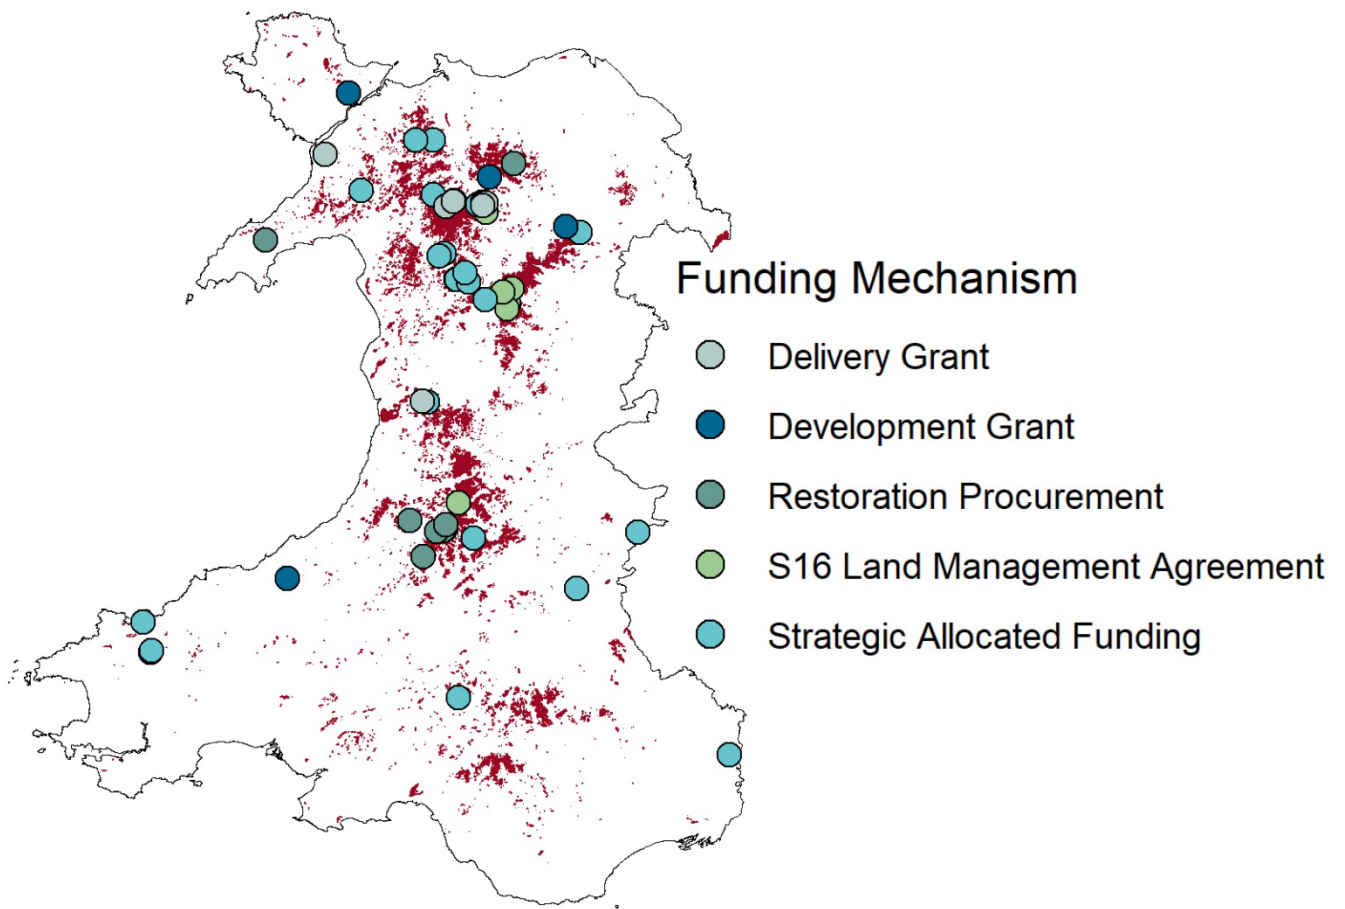 Funding Mechanism
Delivery Grant
Development Grant
Restoration Procurement
S16 Land Management Agreement
Strategic Allocated Funding